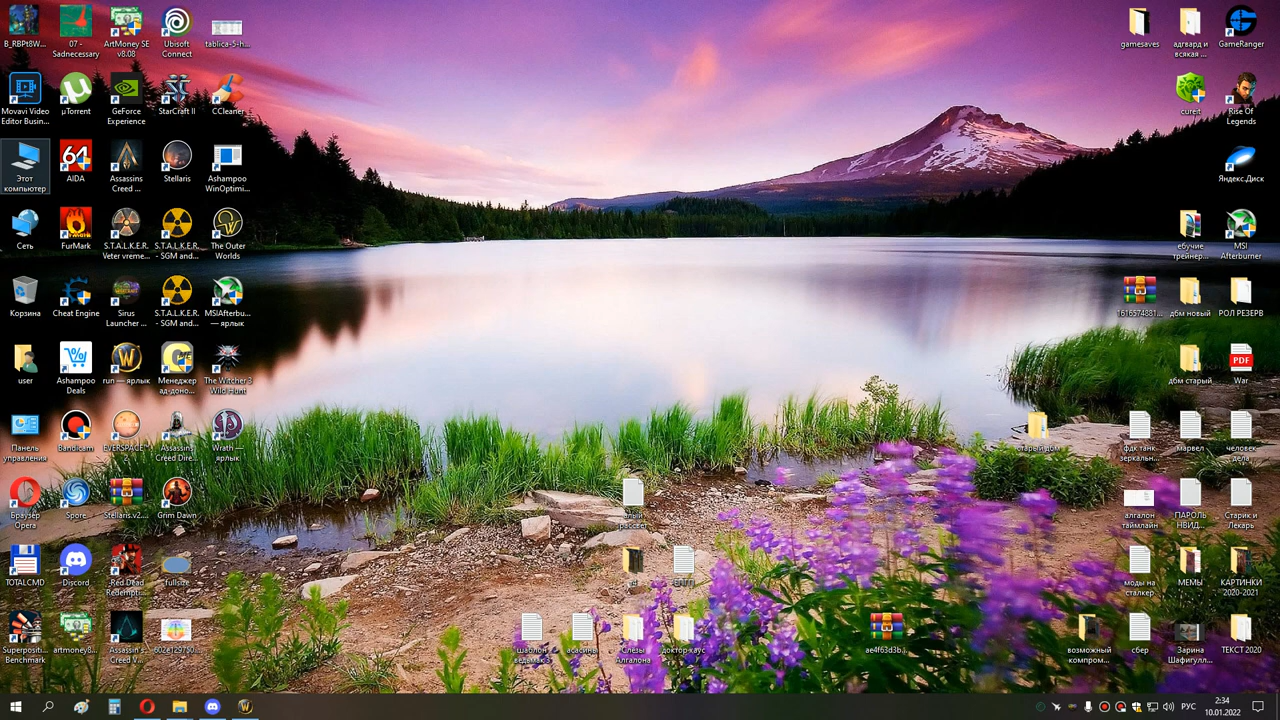 B_RBPt8W...
07 -
Sadnecessary
ArtMoney SE
v8.08
Ubisoft
Connect
tablica-5-h...
gamesaves
адгвард и
всякая ...
GameRanger
Movavi Video
Editor Busin...
µTorrent
GeForce
Experience
StarCraft II
CCleaner
cureit
Rise Of
Legends
Этот
компьютер
64
AIDA
Assassins
Creed ...
Stellaris
Ashampoo
WinOptimi...
Яндекс.Диск
Сеть
FurMark
S.T.A.L.K.E.R.
Veter vreme...
S.T.A.L.K.E.R.
- SGM and...
The Outer
Worlds
ебучие
трейнер...
MSI
Afterburner
Корзина
Cheat Engine
Sirus
Launcher ...
S.T.A.L.K.E.R.
- SGM and...
MSIAfterbu...
— ярлык
1616574881...
дбм новый
РОЛ РЕЗЕРВ
user
Ashampoo
Deals
run — ярлык
Менеджер
ад-доно...
The Witcher 3
Wild Hunt
дбм старый
PDF
War
Панель
управления
Bandicam
EVERSPACE
2
Assassins
Creed Dire...
Wrath —
ярлык
старый дбм
фдк танк
зеркальн...
марвел
человек
дела
Браузер
Opera
Spore
Stellaris.v2....
Grim Dawn
алгалон
таймлайн
ПАРОЛЬ
НВИД...
Старик и
Лекарь
TOTALCMD
Discord
Red Dead
Redempti...
fullsize
моды на
сталкер
МЕМЫ
КАРТИНКИ
2020-2021
Superpositi...
Benchmark
artmoney8...
Assassin's
Creed V...
602e129750...
шаблон
ведьмаю
асасины
Слезы
Алгалона
доктор хаус
ae4f63d3b...
возможный
компром...
сбер
Зарина
Шафигулл...
ТЕКСТ 2020
РУС
2:34
10.01.2022